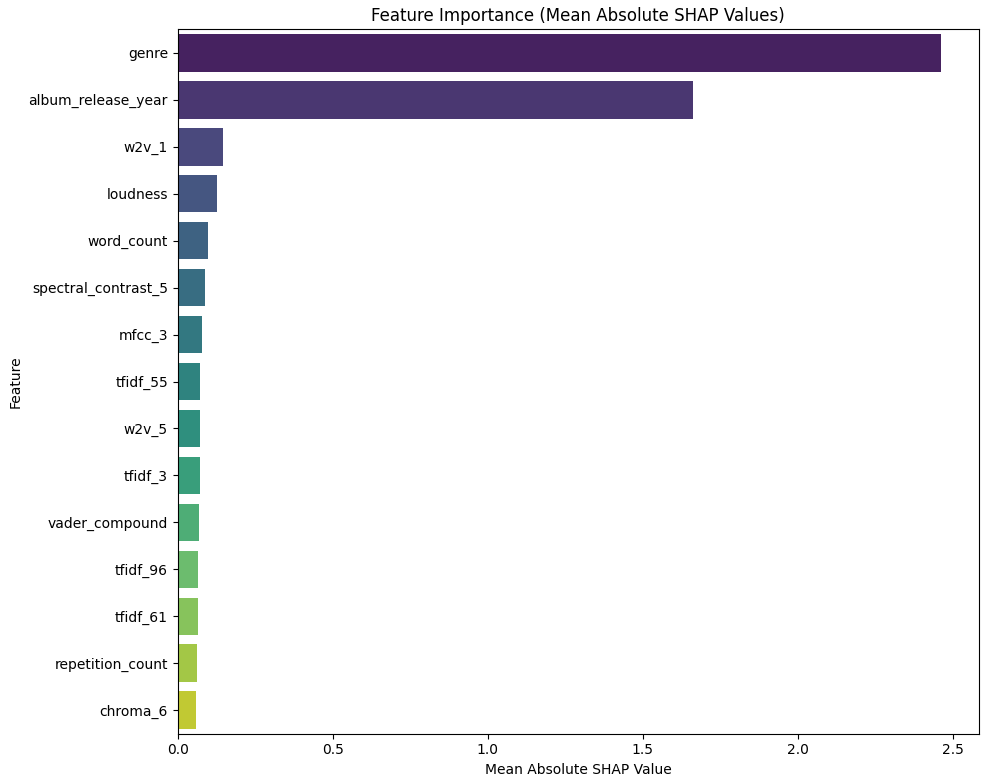 Feature Importance (Mean Absolute SHAP Values)
Feature
genre
album_release_year
w2v_1
loudness
word_count
spectral_contrast_5
mfcc_3
tfidf_55
w2v_5
tfidf_3
vader_compound
tfidf_96
tfidf_61
repetition_count
chroma_6
0.0 0.5 1.0 1.5 2.0 2.5
Mean Absolute SHAP Value